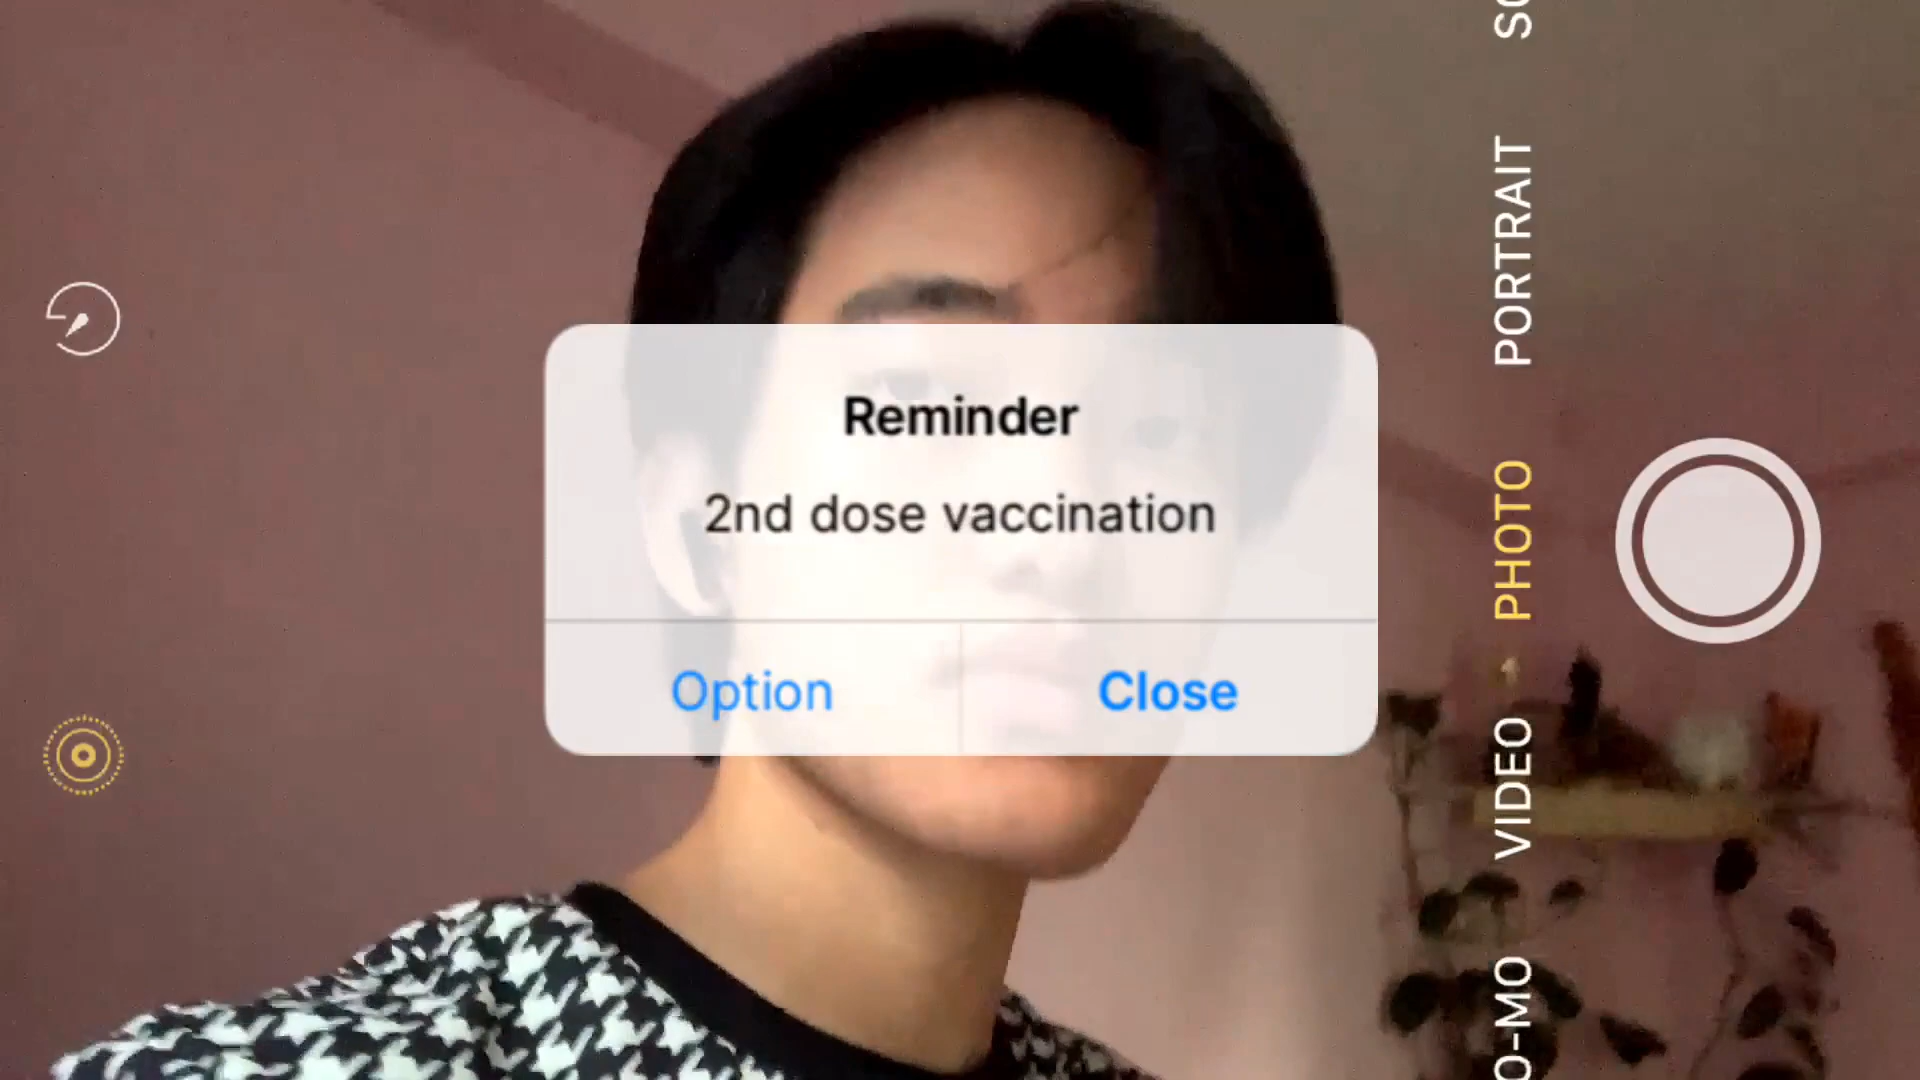 Reminder
2nd dose vaccination
Option
Close
PORTRAIT
PHOTO
VIDEO